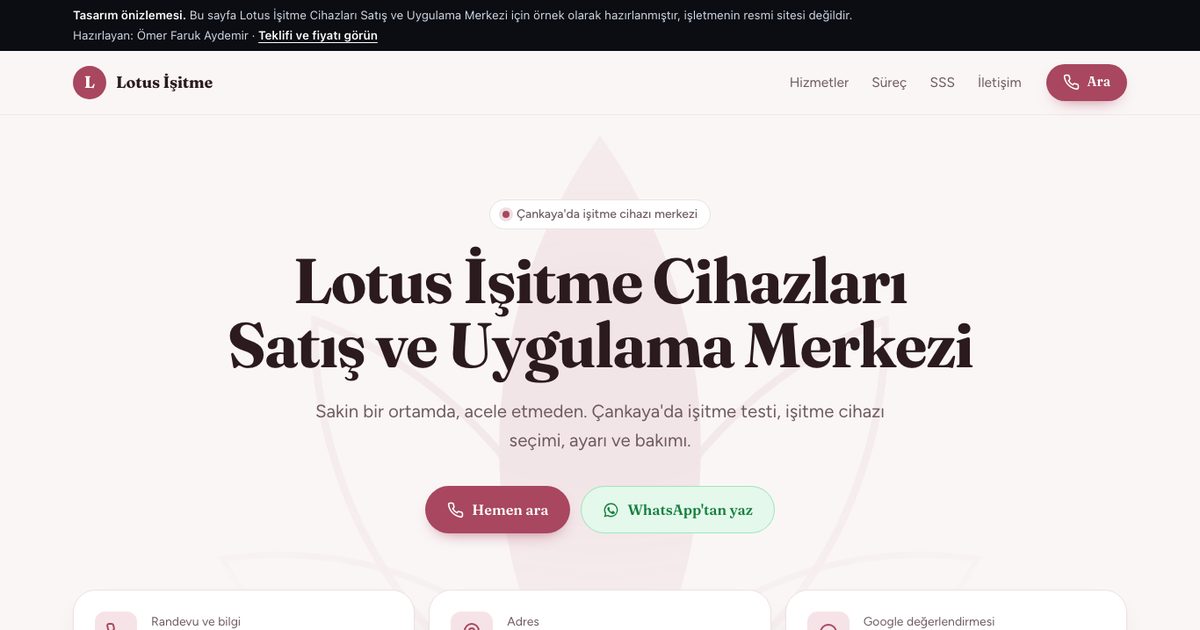 Tasarım önizlemesi. Bu sayfa Lotus İşitme Cihazları Satış ve Uygulama Merkezi için örnek olarak hazırlanmıştır, işletmenin resmi sitesi değildir.
Hazırlayan: Ömer Faruk Aydemir · Teklifi ve fiyatı görün
L Lotus İşitme Hizmetler Süreç SSS İletişim Ara
Çankaya'da işitme cihazı merkezi
Lotus İşitme Cihazları
Satış ve Uygulama Merkezi
Sakin bir ortamda, acele etmeden. Çankaya'da işitme testi, işitme cihazı
seçimi, ayarı ve bakımı.
Hemen ara WhatsApp'tan yaz
Randevu ve bilgi Adres Google değerlendirmesi